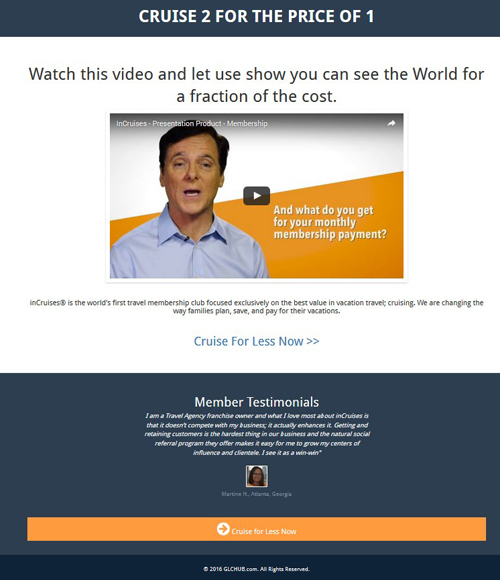 CRUISE 2 FOR THE PRICE OF 1
Watch this video and let use show you can see the World for
a fraction of the cost.
InCruises - Presentation Product - Membership
And what do you get
for your monthly
membership payment?
inCruises® is the world's first travel membership club focused exclusively on the best value in vacation travel; cruising. We are changing the
way families plan, save, and pay for their vacations.
Cruise For Less Now >>
Member Testimonials
I am a Travel Agency franchise owner and what I love most about inCruises is
that it doesn't compete with my business; it actually enhances it. Getting and
retaining customers is the hardest thing in our business and the natural social
referral program they offer makes it easy for me to grow my centers of
influence and clientele. I see it as a win-win"
Martine H., Atlanta, Georgia
Cruise for Less Now
© 2016 GLCHUB.com. All Rights Reserved.